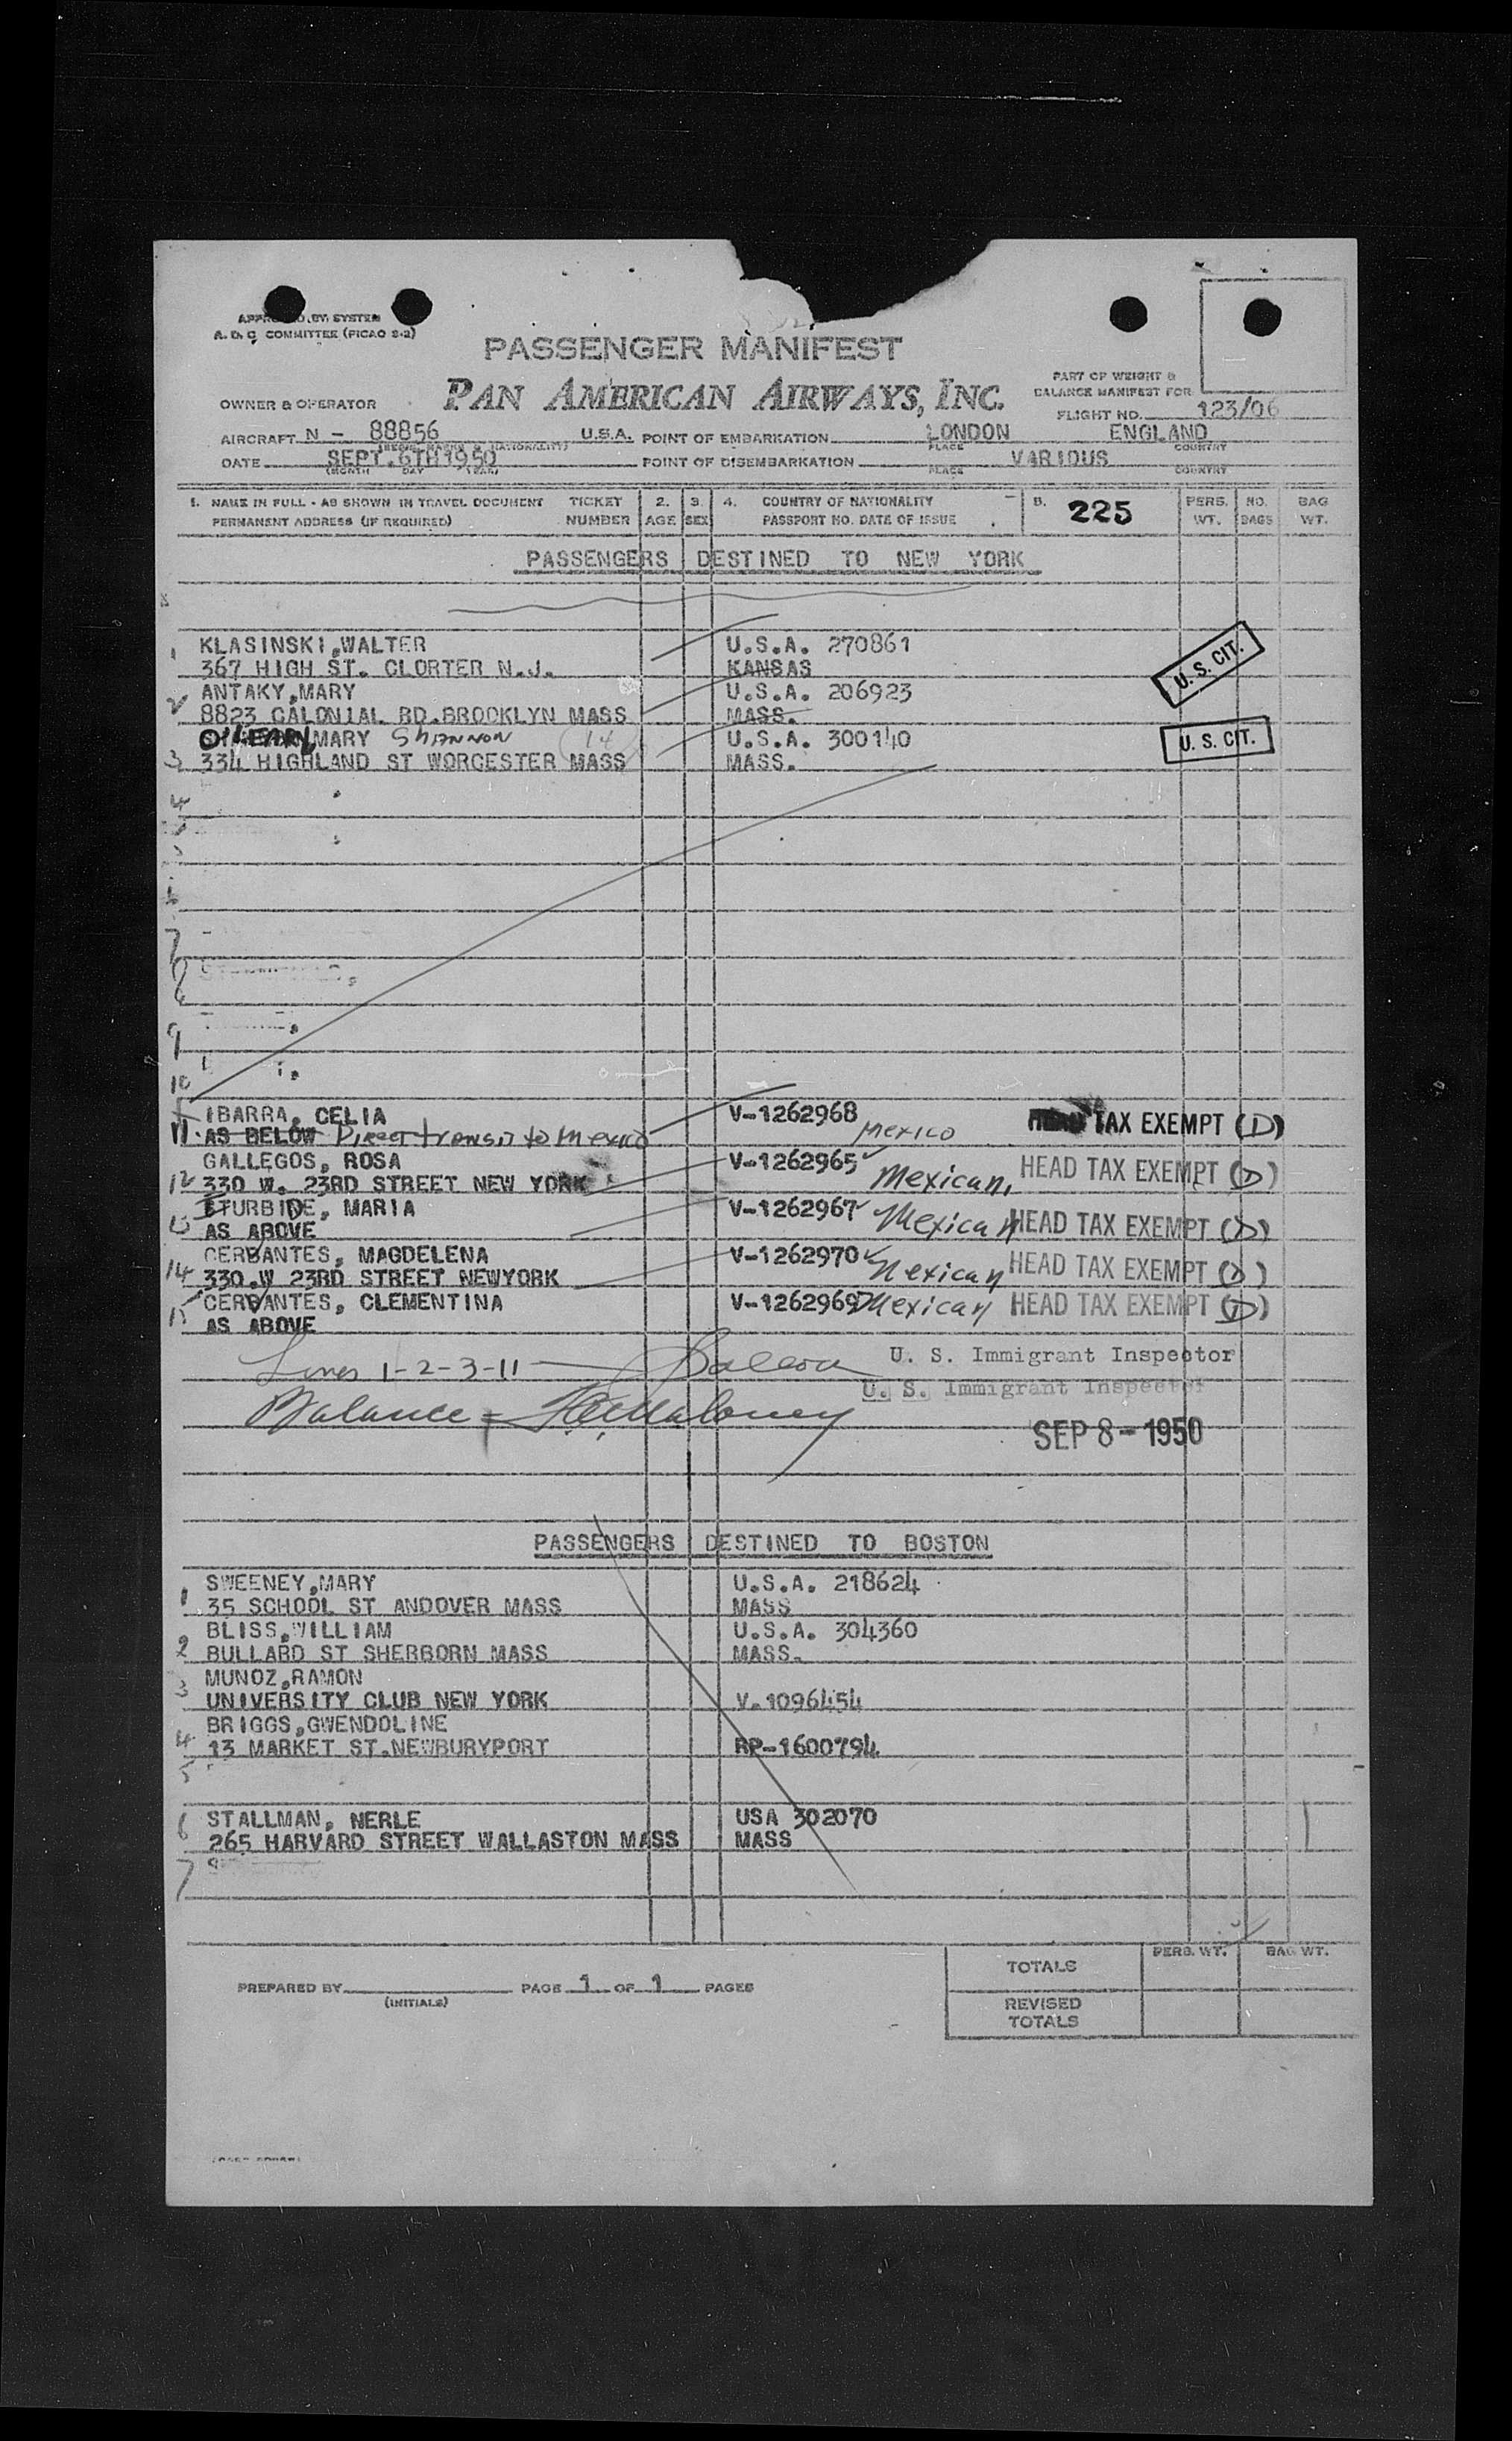 A. D. C. COMMITTEE (PICAO 8-2)
PASSENGER MANIFEST
PAN AMERICAN AIRWAYS, INC.
OWNER & OPERATOR
PART OF WEIGHT &
BALANCE MANIFEST FOR
FLIGHT NO. 123/06
AIRCRAFT N - 88856 U.S.A. POINT OF EMBARKATION LONDON ENGLAND
PLACE COUNTRY
DATE SEPT.6TH1950 POINT OF DISEMBARKATION VARIOUS
MONTH DAY YEAR PLACE COUNTRY
1. NAME IN FULL - AS SHOWN IN TRAVEL DOCUMENT TICKET 2. 3. 4. COUNTRY OF NATIONALITY 225 PERS. NO. BAG
PERMANENT ADDRESS (IF REQUIRED) NUMBER AGE SEX PASSPORT NO. DATE OF ISSUE WT. BAGS WT.
PASSENGERS DESTINED TO NEW YORK
1 KLASINSKI,WALTER U.S.A. 270861
367 HIGH ST. CLORTER N.J. KANSAS U. S. CIT.
2 ANTAKY,MARY U.S.A. 206923
8823 CALONIAL RD.BROOKLYN MASS MASS.
O'LEARY MARY SHANNON U.S.A. 300140 U. S. CIT.
3 334 HIGHLAND ST WORCESTER MASS MASS.
4
6
7
8
9
10
IBARRA, CELIA V-1262968 Mexico TAX EXEMPT (D)
11 AS BELOW Direct transit to Mexico
GALLEGOS, ROSA V-1262965 Mexican, HEAD TAX EXEMPT (D)
12 330 W. 23RD STREET NEW YORK
ITURBIDE, MARIA V-1262967 Mexican HEAD TAX EXEMPT (D)
13 AS ABOVE
CERVANTES, MAGDELENA V-1262970 Mexican HEAD TAX EXEMPT (D)
14 330.W 23RD STREET NEWYORK
CERVANTES, CLEMENTINA V-1262969 Mexican HEAD TAX EXEMPT (D)
15 AS ABOVE
Lines 1-2-3-11 U. S. Immigrant Inspector
Balance = Maloney U. S. Immigrant Inspector
SEP 8 - 1950
PASSENGERS DESTINED TO BOSTON
SWEENEY,MARY U.S.A. 218624
1 35 SCHOOL ST ANDOVER MASS MASS
BLISS,WILLIAM U.S.A. 304360
2 BULLARD ST SHERBORN MASS MASS.
MUNOZ,RAMON
3 UNIVERSITY CLUB NEW YORK V-1096454
BRIGGS,GWENDOLINE
4 13 MARKET ST.NEWBURYPORT RP-1600794
5
6 STALLMAN, NERLE USA 302070
265 HARVARD STREET WALLASTON MASS MASS
7
TOTALS PERS. WT. BAG WT.
PREPARED BY PAGE 1 OF 1 PAGES
(INITIALS)
REVISED
TOTALS